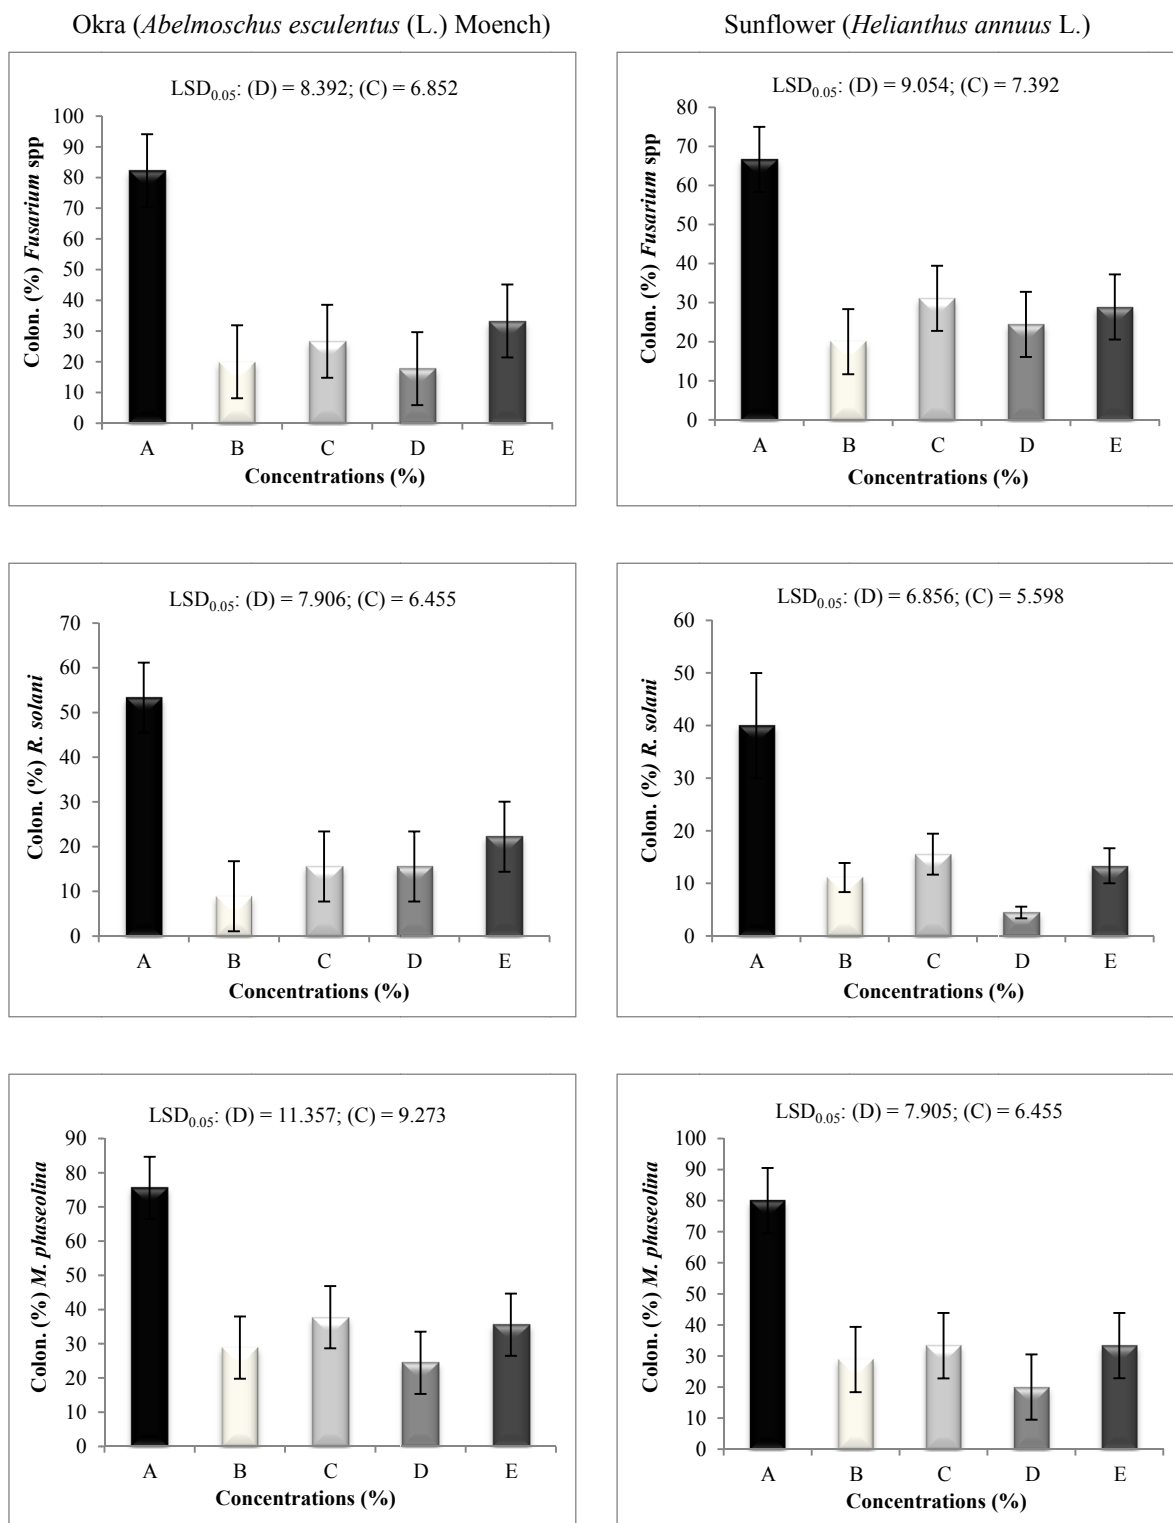 Okra (Abelmoschus esculentus (L.) Moench)
Sunflower (Helianthus annuus L.)
LSD0.05: (D) = 8.392; (C) = 6.852
Colon. (%) Fusarium spp
100
90
80
70
60
50
40
30
20
10
0
A B C D E
Concentrations (%)
LSD0.05: (D) = 9.054; (C) = 7.392
Colon. (%) Fusarium spp
80
70
60
50
40
30
20
10
0
A B C D E
Concentrations (%)
LSD0.05: (D) = 7.906; (C) = 6.455
Colon. (%) R. solani
70
60
50
40
30
20
10
0
A B C D E
Concentrations (%)
LSD0.05: (D) = 6.856; (C) = 5.598
Colon. (%) R. solani
60
50
40
30
20
10
0
A B C D E
Concentrations (%)
LSD0.05: (D) = 11.357; (C) = 9.273
Colon. (%) M. phaseolina
90
80
70
60
50
40
30
20
10
0
A B C D E
Concentrations (%)
LSD0.05: (D) = 7.905; (C) = 6.455
Colon. (%) M. phaseolina
100
90
80
70
60
50
40
30
20
10
0
A B C D E
Concentrations (%)